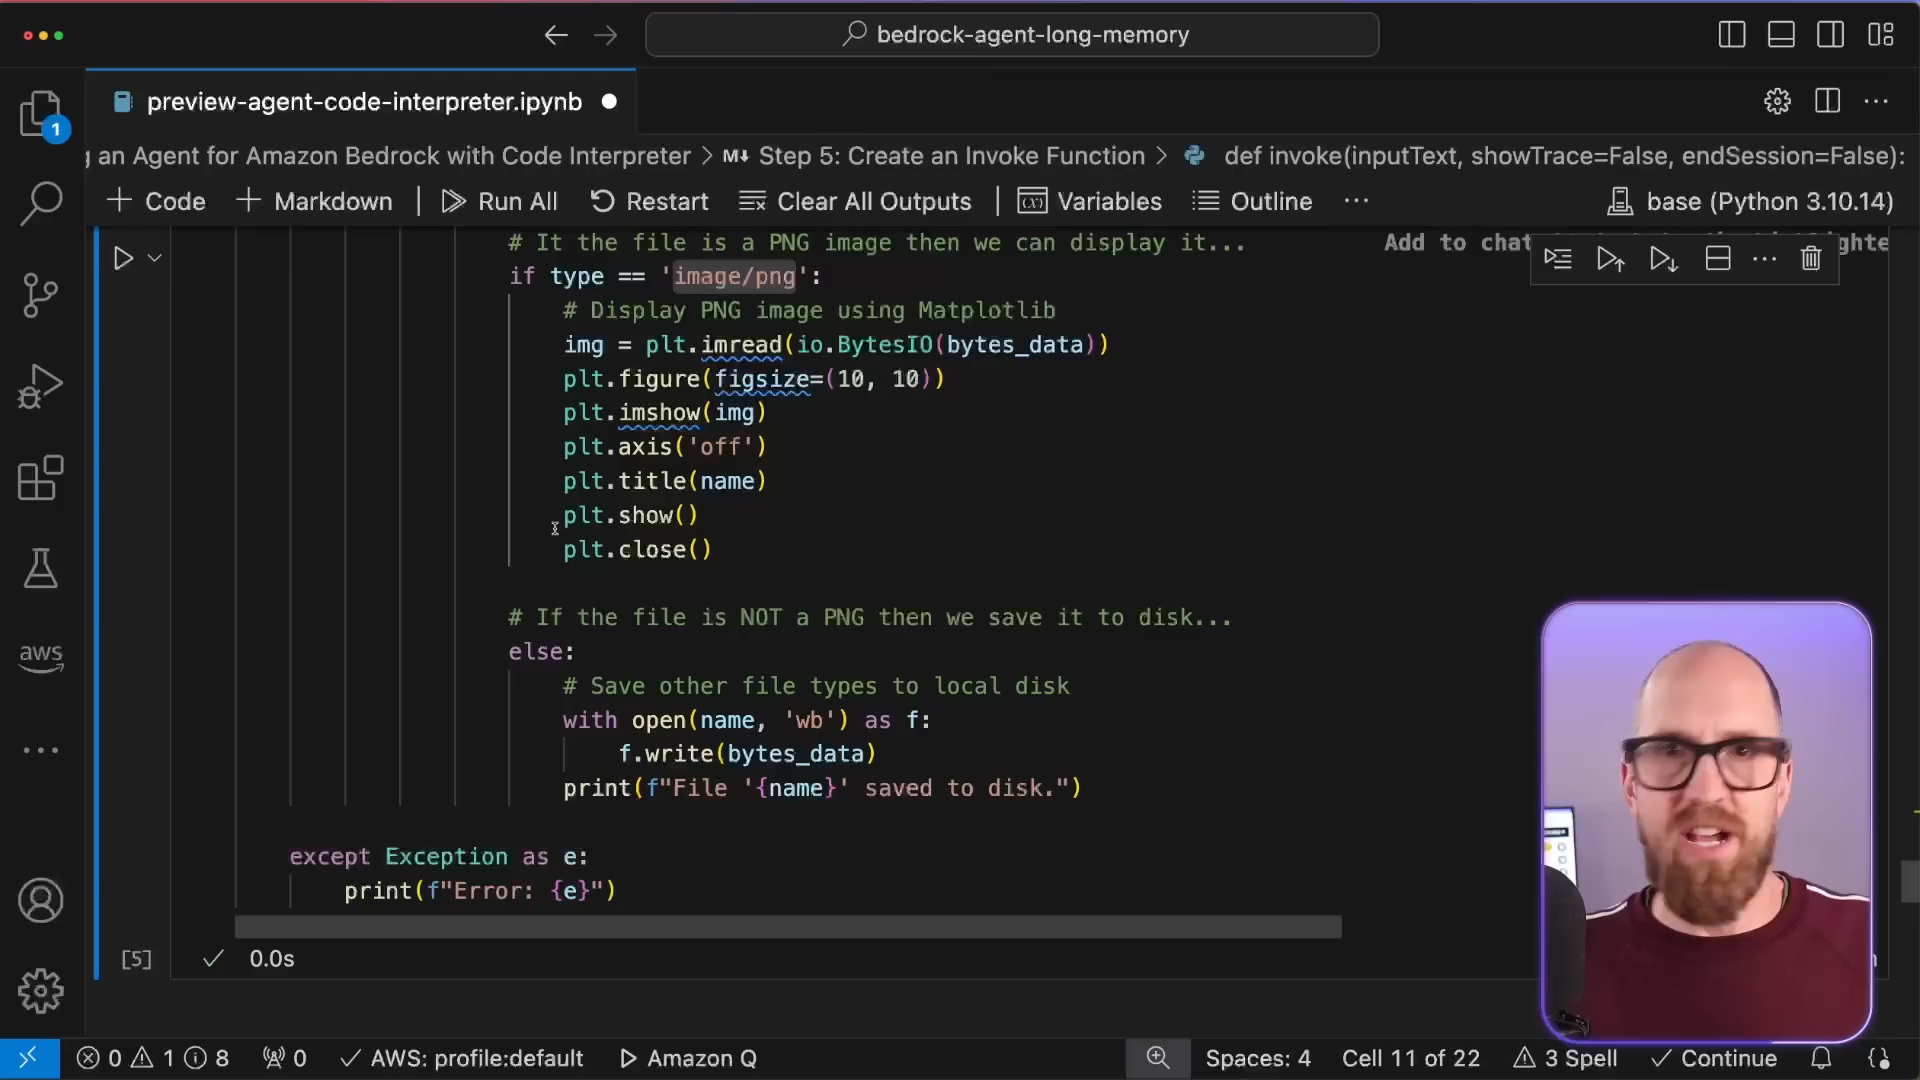 bedrock-agent-long-memory
preview-agent-code-interpreter.ipynb
1
an Agent for Amazon Bedrock with Code Interpreter > M↓ Step 5: Create an Invoke Function > def invoke(inputText, showTrace=False, endSession=False):
+ Code + Markdown | Run All Restart Clear All Outputs | Variables Outline ... base (Python 3.10.14)
# It the file is a PNG image then we can display it... Add to chat
if type == 'image/png':
# Display PNG image using Matplotlib
img = plt.imread(io.BytesIO(bytes_data))
plt.figure(figsize=(10, 10))
plt.imshow(img)
plt.axis('off')
plt.title(name)
plt.show()
plt.close()
# If the file is NOT a PNG then we save it to disk...
else:
# Save other file types to local disk
with open(name, 'wb') as f:
f.write(bytes_data)
print(f"File '{name}' saved to disk.")
except Exception as e:
print(f"Error: {e}")
[5] ✓ 0.0s
aws
0 1 8 0 AWS: profile:default Amazon Q Spaces: 4 Cell 11 of 22 3 Spell Continue